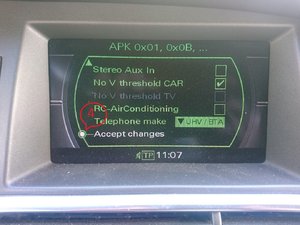 APK 0x01, 0x0B, ...
Stereo Aux In
No V threshold CAR
No V threshold TV
RC-AirConditioning
Telephone make UHV / BTA
Accept changes
TP 11:07